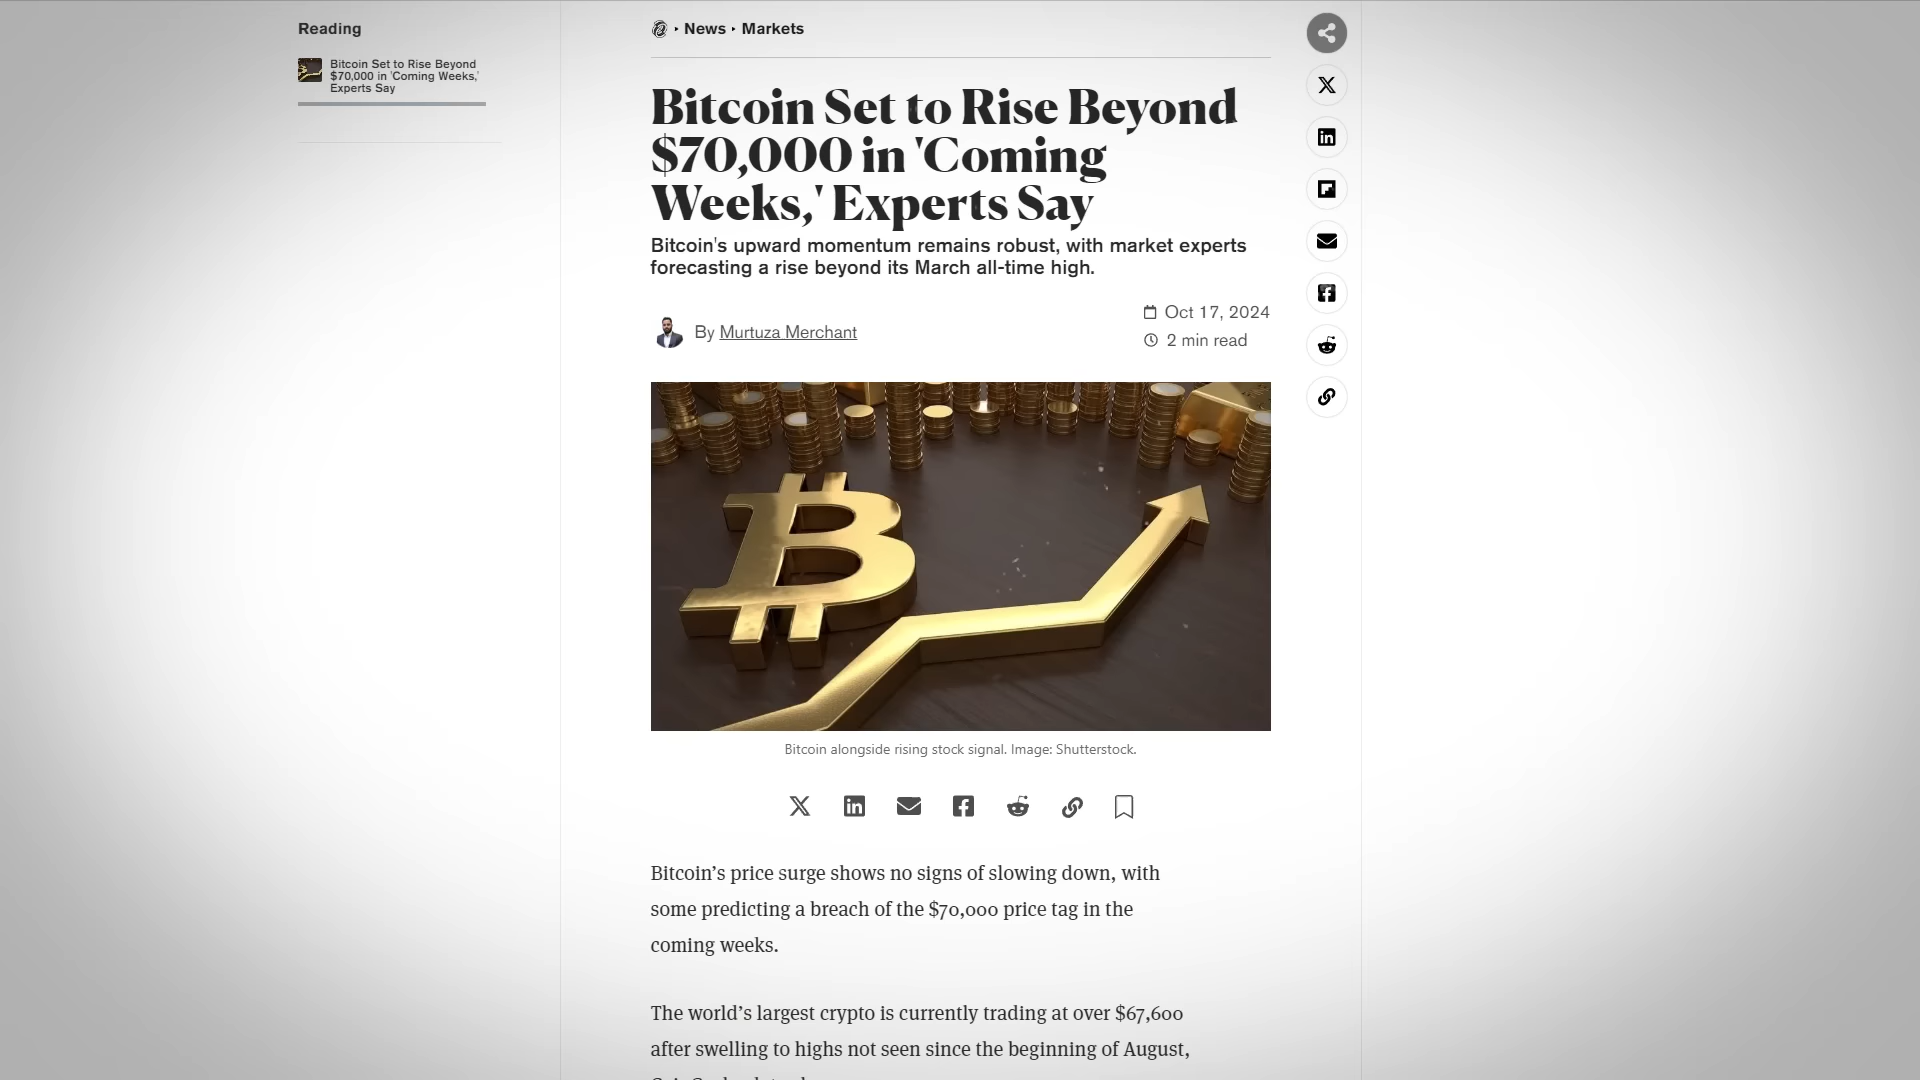 Reading
Bitcoin Set to Rise Beyond
$70,000 in 'Coming Weeks,'
Experts Say
News
Markets
Bitcoin Set to Rise Beyond
$70,000 in 'Coming
Weeks,' Experts Say
Bitcoin's upward momentum remains robust, with market experts
forecasting a rise beyond its March all-time high.
By Murtuza Merchant
Oct 17, 2024
2 min read
Bitcoin alongside rising stock signal. Image: Shutterstock.
Bitcoin’s price surge shows no signs of slowing down, with
some predicting a breach of the $70,000 price tag in the
coming weeks.
The world’s largest crypto is currently trading at over $67,600
after swelling to highs not seen since the beginning of August,